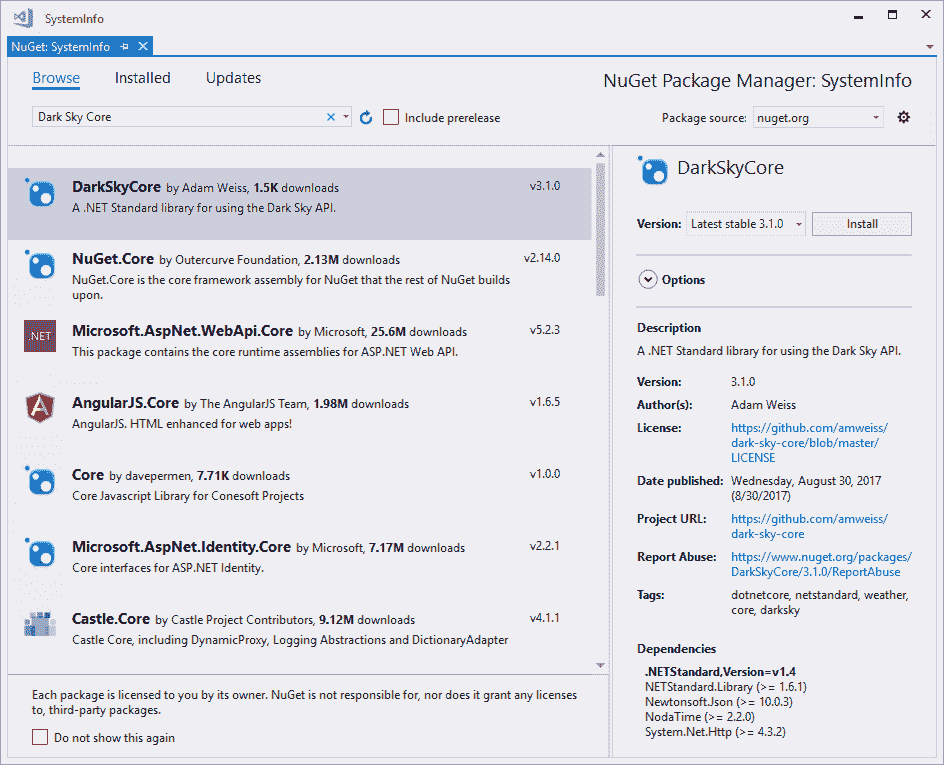 SystemInfo
NuGet: SystemInfo
Browse Installed Updates
NuGet Package Manager: SystemInfo
Dark Sky Core
Include prerelease
Package source: nuget.org
DarkSkyCore by Adam Weiss, 1.5K downloads
v3.1.0
A .NET Standard library for using the Dark Sky API.
NuGet.Core by Outercurve Foundation, 2.13M downloads
v2.14.0
NuGet.Core is the core framework assembly for NuGet that the rest of NuGet builds
upon.
.NET
Microsoft.AspNet.WebApi.Core by Microsoft, 25.6M downloads
v5.2.3
This package contains the core runtime assemblies for ASP.NET Web API.
A
AngularJS.Core by The AngularJS Team, 1.98M downloads
v1.6.5
AngularJS. HTML enhanced for web apps!
Core by davepermen, 7.71K downloads
v1.0.0
Core Javascript Library for Conesoft Projects
Microsoft.AspNet.Identity.Core by Microsoft, 7.17M downloads
v2.2.1
Core interfaces for ASP.NET Identity.
Castle.Core by Castle Project Contributors, 9.12M downloads
v4.1.1
Castle Core, including DynamicProxy, Logging Abstractions and DictionaryAdapter
Each package is licensed to you by its owner. NuGet is not responsible for, nor does it grant any licenses
to, third-party packages.
Do not show this again
DarkSkyCore
Version: Latest stable 3.1.0 Install
Options
Description
A .NET Standard library for using the Dark Sky API.
Version: 3.1.0
Author(s): Adam Weiss
License: https://github.com/amweiss/
dark-sky-core/blob/master/
LICENSE
Date published: Wednesday, August 30, 2017
(8/30/2017)
Project URL: https://github.com/amweiss/
dark-sky-core
Report Abuse: https://www.nuget.org/packages/
DarkSkyCore/3.1.0/ReportAbuse
Tags: dotnetcore, netstandard, weather,
core, darksky
Dependencies
.NETStandard,Version=v1.4
NETStandard.Library (>= 1.6.1)
Newtonsoft.Json (>= 10.0.3)
NodaTime (>= 2.2.0)
System.Net.Http (>= 4.3.2)